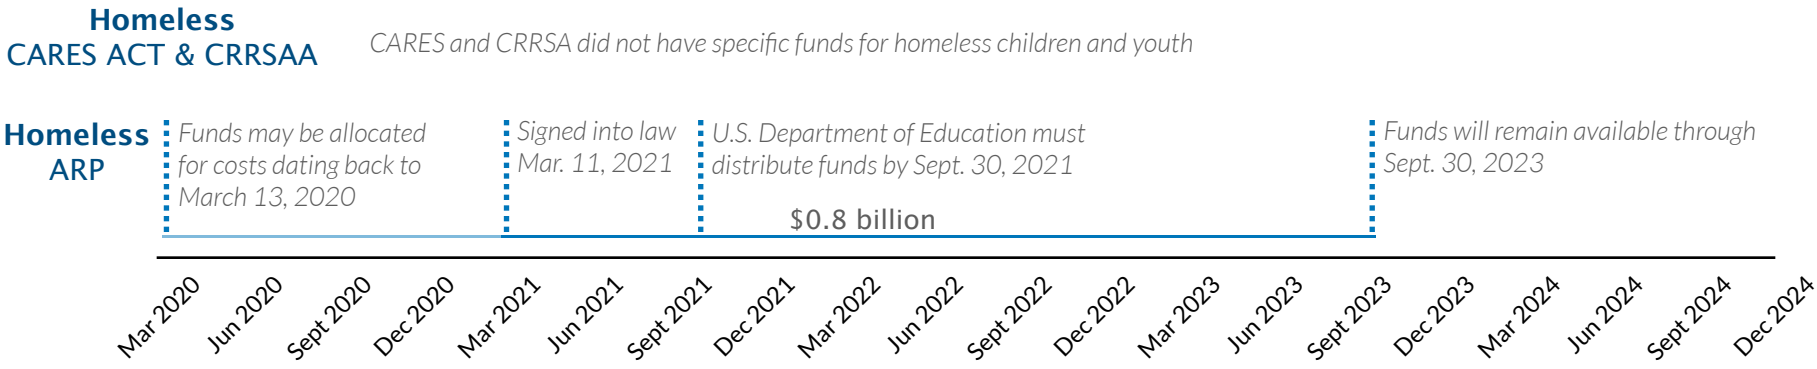 Homeless
CARES ACT & CRRSAA
CARES and CRRSA did not have specific funds for homeless children and youth
Homeless
ARP
Funds may be allocated
for costs dating back to
March 13, 2020
Signed into law
Mar. 11, 2021
U.S. Department of Education must
distribute funds by Sept. 30, 2021
$0.8 billion
Funds will remain available through
Sept. 30, 2023
Mar 2020
Jun 2020
Sept 2020
Dec 2020
Mar 2021
Jun 2021
Sept 2021
Dec 2021
Mar 2022
Jun 2022
Sept 2022
Dec 2022
Mar 2023
Jun 2023
Sept 2023
Dec 2023
Mar 2024
Jun 2024
Sept 2024
Dec 2024